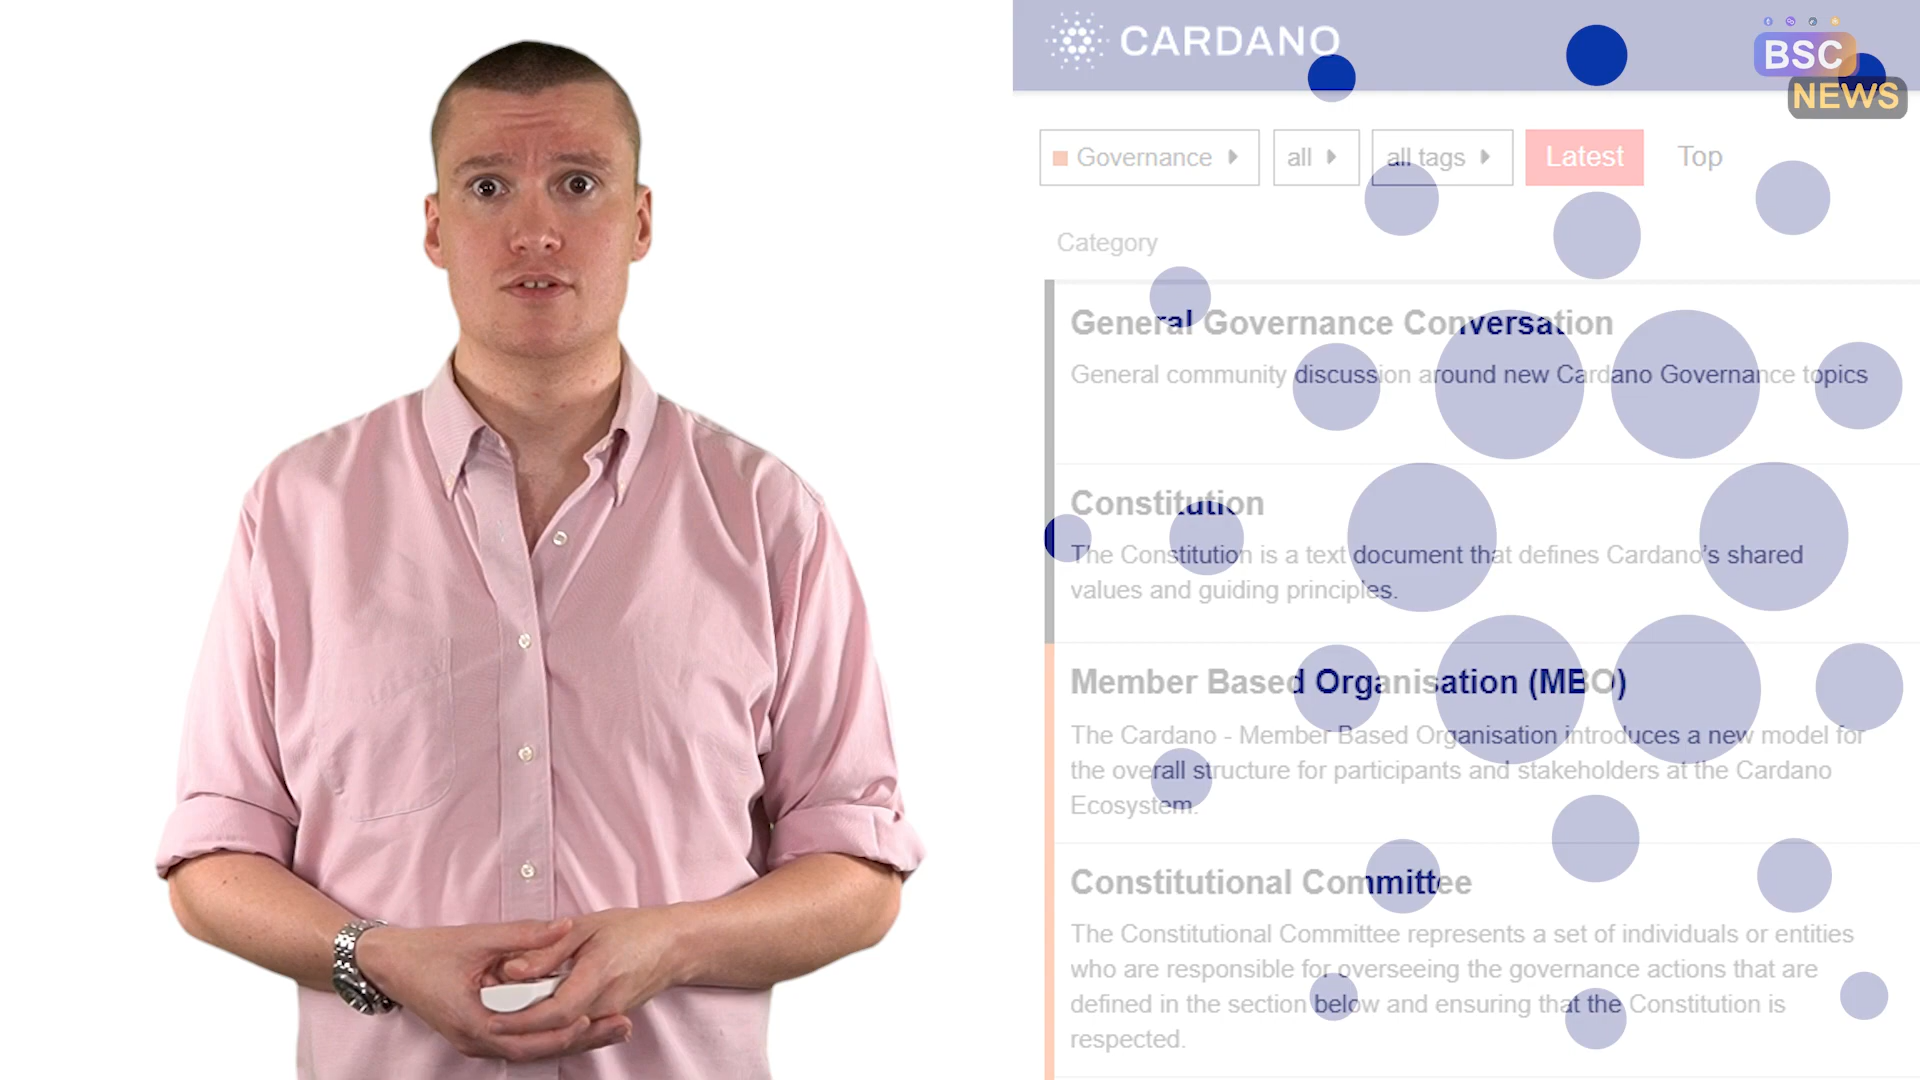 CARDANO
BSC
NEWS
Governance all all tags Latest Top
Category
General Governance Conversation
General community discussion around new Cardano Governance topics
Constitution
The Constitution is a text document that defines Cardano's shared
values and guiding principles.
Member Based Organisation (MBO)
The Cardano - Member Based Organisation introduces a new model for
the overall structure for participants and stakeholders at the Cardano
Ecosystem.
Constitutional Committee
The Constitutional Committee represents a set of individuals or entities
who are responsible for overseeing the governance actions that are
defined in the section below and ensuring that the Constitution is
respected.